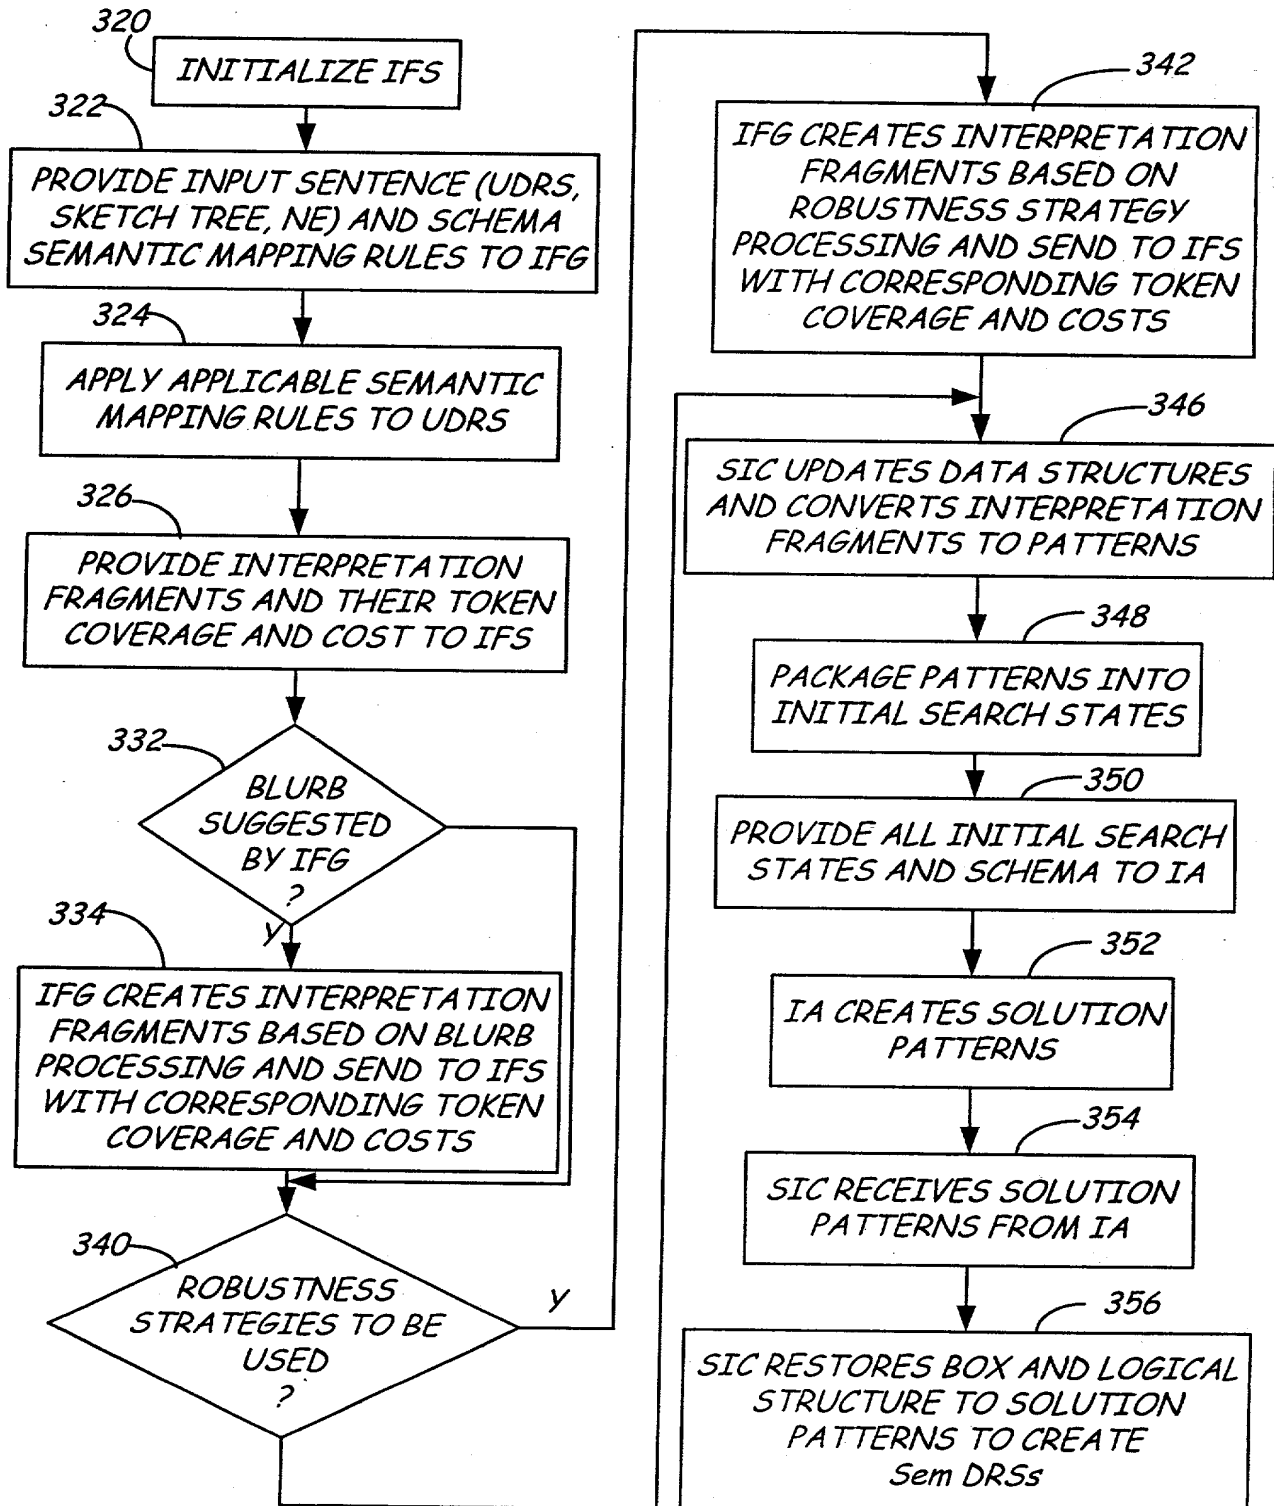 320
INITIALIZE IFS
322
PROVIDE INPUT SENTENCE (UDRS,
SKETCH TREE, NE) AND SCHEMA
SEMANTIC MAPPING RULES TO IFG
324
APPLY APPLICABLE SEMANTIC
MAPPING RULES TO UDRS
326
PROVIDE INTERPRETATION
FRAGMENTS AND THEIR TOKEN
COVERAGE AND COST TO IFS
332
BLURB
SUGGESTED
BY IFG
?
Y
334
IFG CREATES INTERPRETATION
FRAGMENTS BASED ON BLURB
PROCESSING AND SEND TO IFS
WITH CORRESPONDING TOKEN
COVERAGE AND COSTS
340
ROBUSTNESS
STRATEGIES TO BE
USED
?
Y
342
IFG CREATES INTERPRETATION
FRAGMENTS BASED ON
ROBUSTNESS STRATEGY
PROCESSING AND SEND TO IFS
WITH CORRESPONDING TOKEN
COVERAGE AND COSTS
346
SIC UPDATES DATA STRUCTURES
AND CONVERTS INTERPRETATION
FRAGMENTS TO PATTERNS
348
PACKAGE PATTERNS INTO
INITIAL SEARCH STATES
350
PROVIDE ALL INITIAL SEARCH
STATES AND SCHEMA TO IA
352
IA CREATES SOLUTION
PATTERNS
354
SIC RECEIVES SOLUTION
PATTERNS FROM IA
356
SIC RESTORES BOX AND LOGICAL
STRUCTURE TO SOLUTION
PATTERNS TO CREATE
Sem DRSs